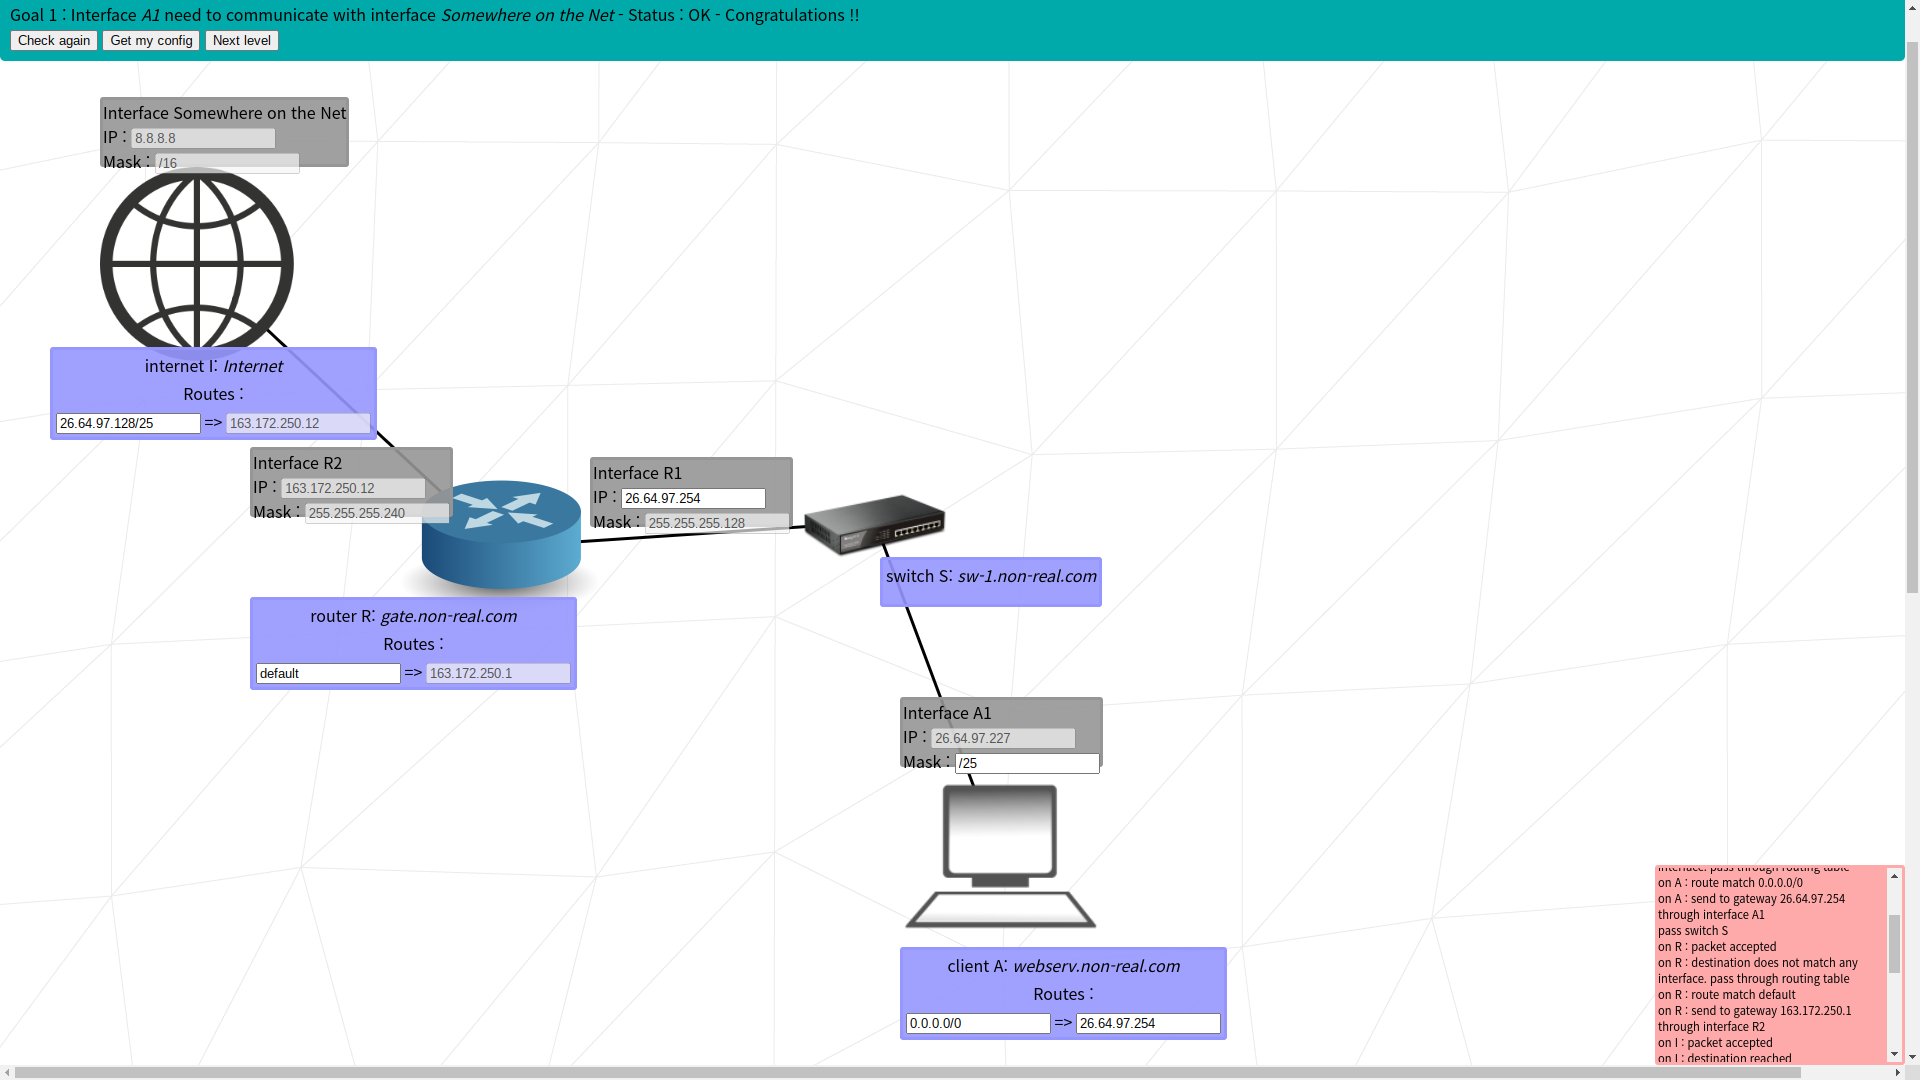 Goal 1 : Interface A1 need to communicate with interface Somewhere on the Net - Status : OK - Congratulations !!
Check again Get my config Next level
Interface Somewhere on the Net
IP : 8.8.8.8
Mask : /16
internet I: Internet
Routes :
26.64.97.128/25 => 163.172.250.12
Interface R2
IP : 163.172.250.12
Mask : 255.255.255.240
Interface R1
IP : 26.64.97.254
Mask : 255.255.255.128
switch S: sw-1.non-real.com
router R: gate.non-real.com
Routes :
default => 163.172.250.1
Interface A1
IP : 26.64.97.227
Mask : /25
client A: webserv.non-real.com
Routes :
0.0.0.0/0 => 26.64.97.254
interface. pass through routing table
on A : route match 0.0.0.0/0
on A : send to gateway 26.64.97.254
through interface A1
pass switch S
on R : packet accepted
on R : destination does not match any
interface. pass through routing table
on R : route match default
on R : send to gateway 163.172.250.1
through interface R2
on I : packet accepted
on I : destination reached